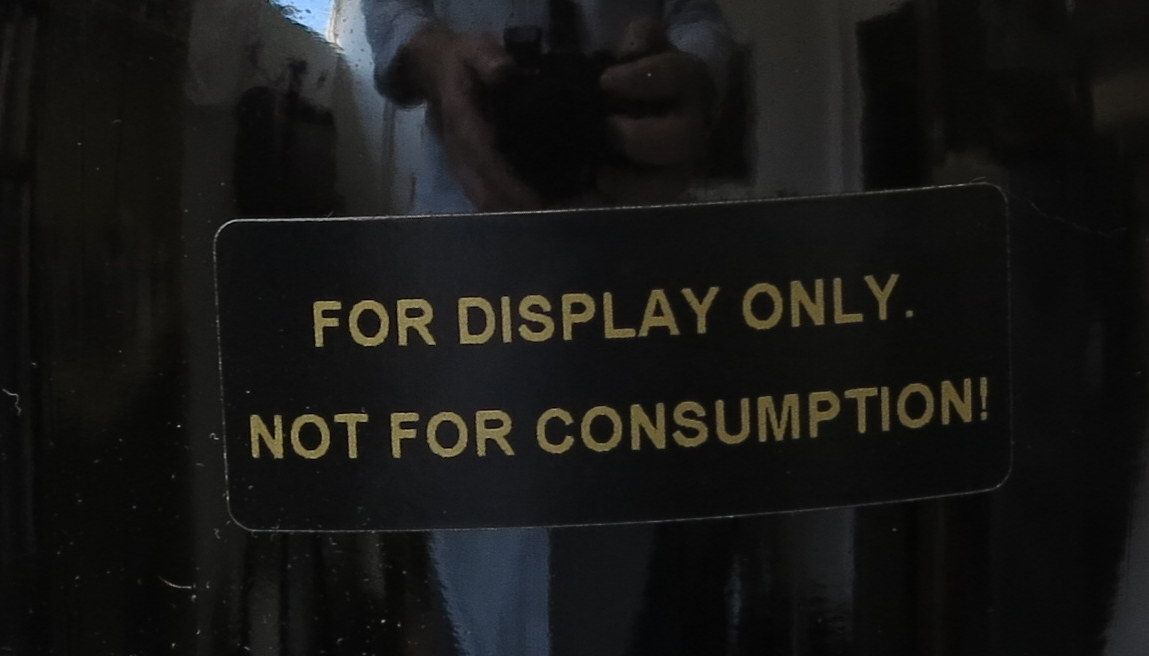 FOR DISPLAY ONLY.
NOT FOR CONSUMPTION!